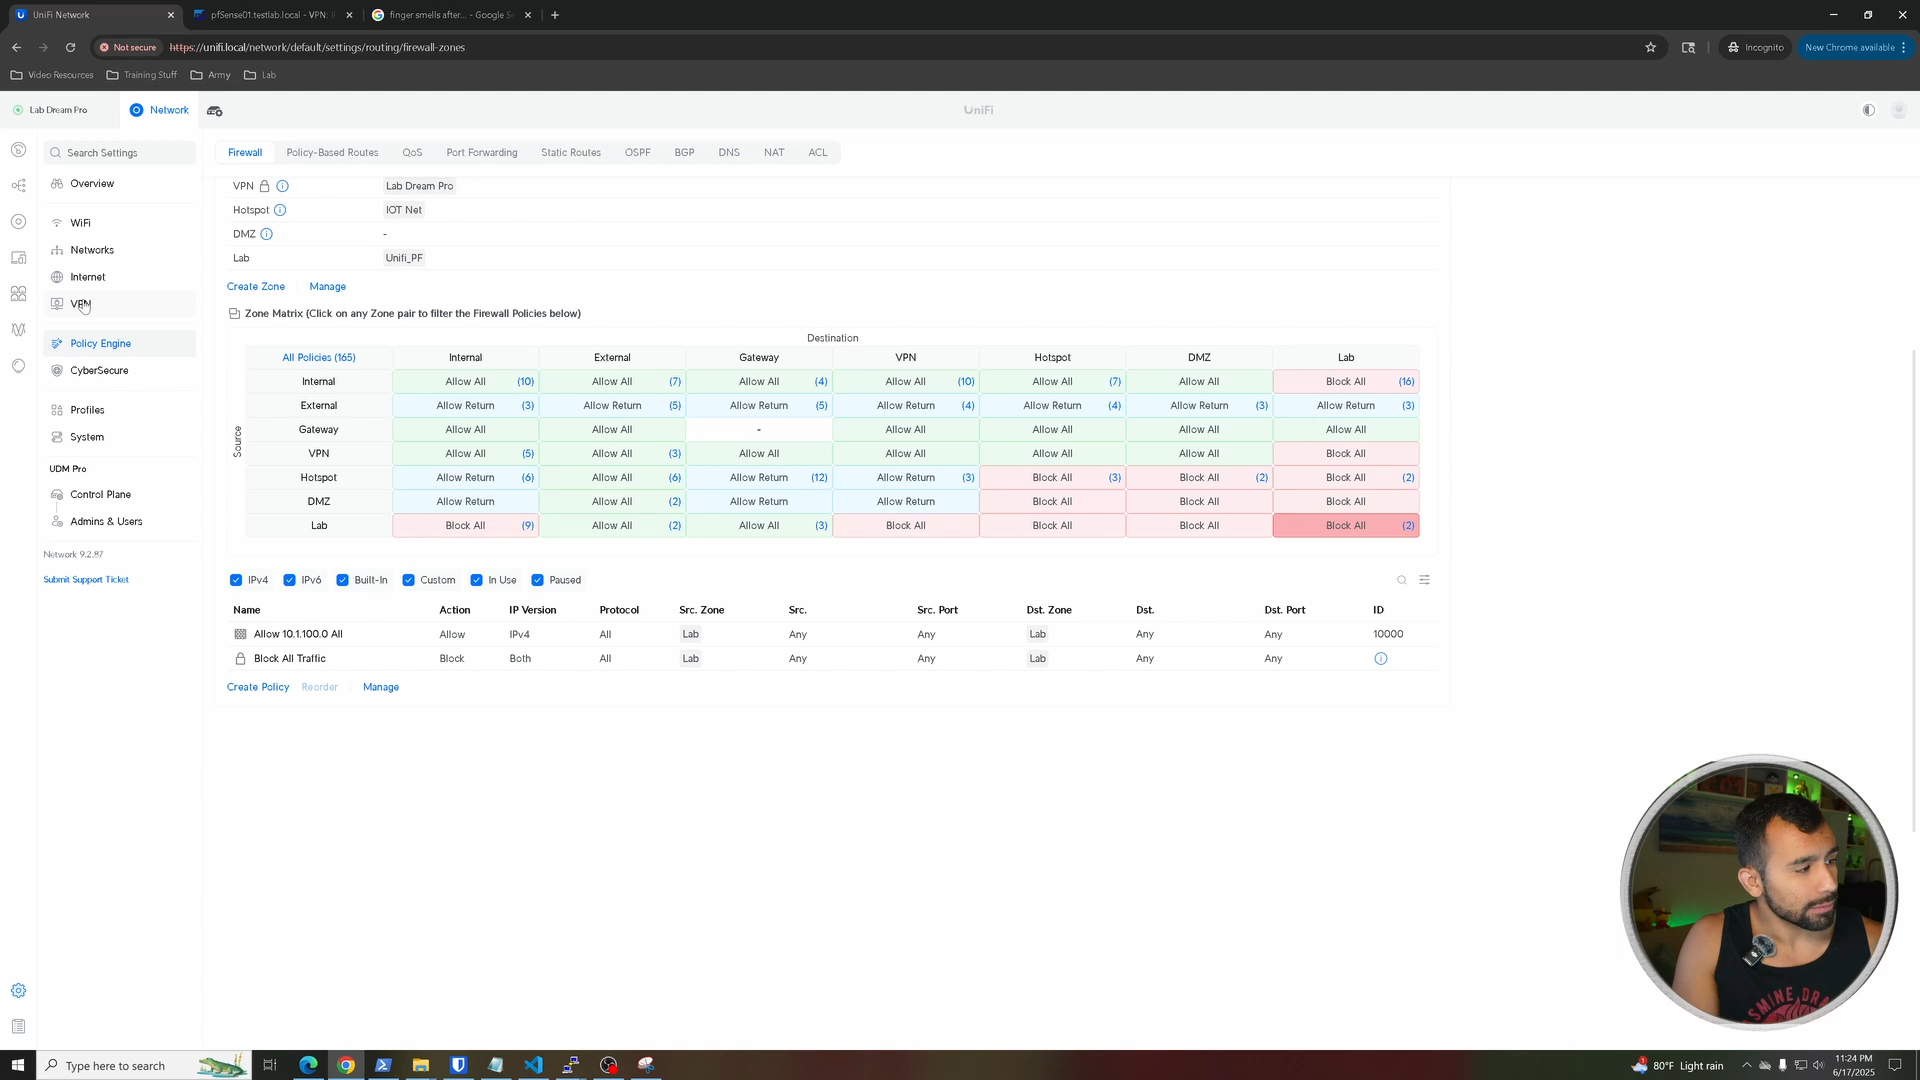 UniFi Network
pfSense01.testlab.local - VPN: I
finger smells after... - Google Se
Not secure
https://unifi.local/network/default/settings/routing/firewall-zones
Incognito
New Chrome available
Video Resources
Training Stuff
Army
Lab
Lab Dream Pro
Network
UniFi
Search Settings
Overview
WiFi
Networks
Internet
VPN
Policy Engine
CyberSecure
Profiles
System
UDM Pro
Control Plane
Admins & Users
Network 9.2.87
Submit Support Ticket
Firewall Policy-Based Routes QoS Port Forwarding Static Routes OSPF BGP DNS NAT ACL
VPN Lab Dream Pro
Hotspot IOT Net
DMZ -
Lab Unifi_PF
Create Zone Manage
Zone Matrix (Click on any Zone pair to filter the Firewall Policies below)
Destination
Source
All Policies (165) Internal External Gateway VPN Hotspot DMZ Lab
Internal Allow All (10) Allow All (7) Allow All (4) Allow All (10) Allow All (7) Allow All Block All (16)
External Allow Return (3) Allow Return (5) Allow Return (5) Allow Return (4) Allow Return (4) Allow Return (3) Allow Return (3)
Gateway Allow All Allow All - Allow All Allow All Allow All Allow All
VPN Allow All (5) Allow All (3) Allow All Allow All Allow All Allow All Block All
Hotspot Allow Return (6) Allow All (6) Allow Return (12) Allow Return (3) Block All (3) Block All (2) Block All (2)
DMZ Allow Return Allow All (2) Allow Return Allow Return Block All Block All Block All
Lab Block All (9) Allow All (2) Allow All (3) Block All Block All Block All Block All (2)
IPv4 IPv6 Built-In Custom In Use Paused
Name Action IP Version Protocol Src. Zone Src. Src. Port Dst. Zone Dst. Dst. Port ID
Allow 10.1.100.0 All Allow IPv4 All Lab Any Any Lab Any Any 10000
Block All Traffic Block Both All Lab Any Any Lab Any Any
Create Policy Reorder Manage
Type here to search
80°F Light rain
11:24 PM
6/17/2025